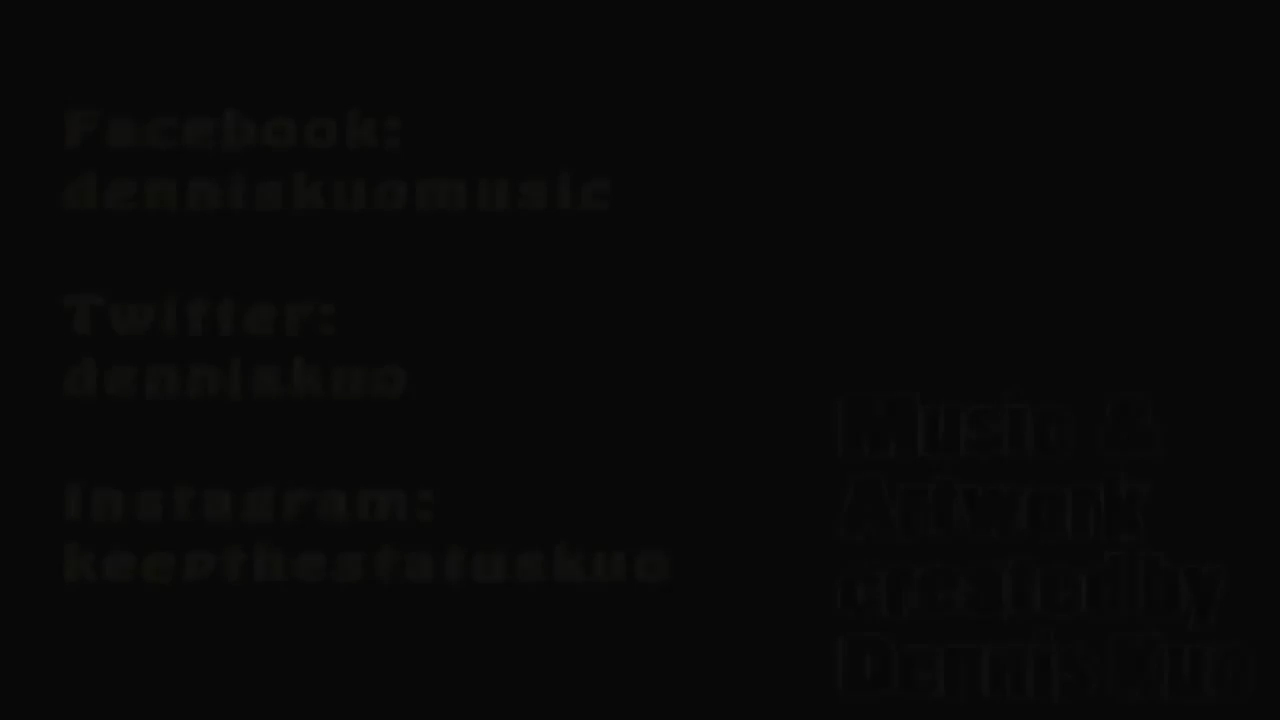 Facebook:
denniskuomusic
Twitter:
denniskuo
Instagram:
keepthestatuskuo
Music &
Artwork
created by
Dennis Kuo